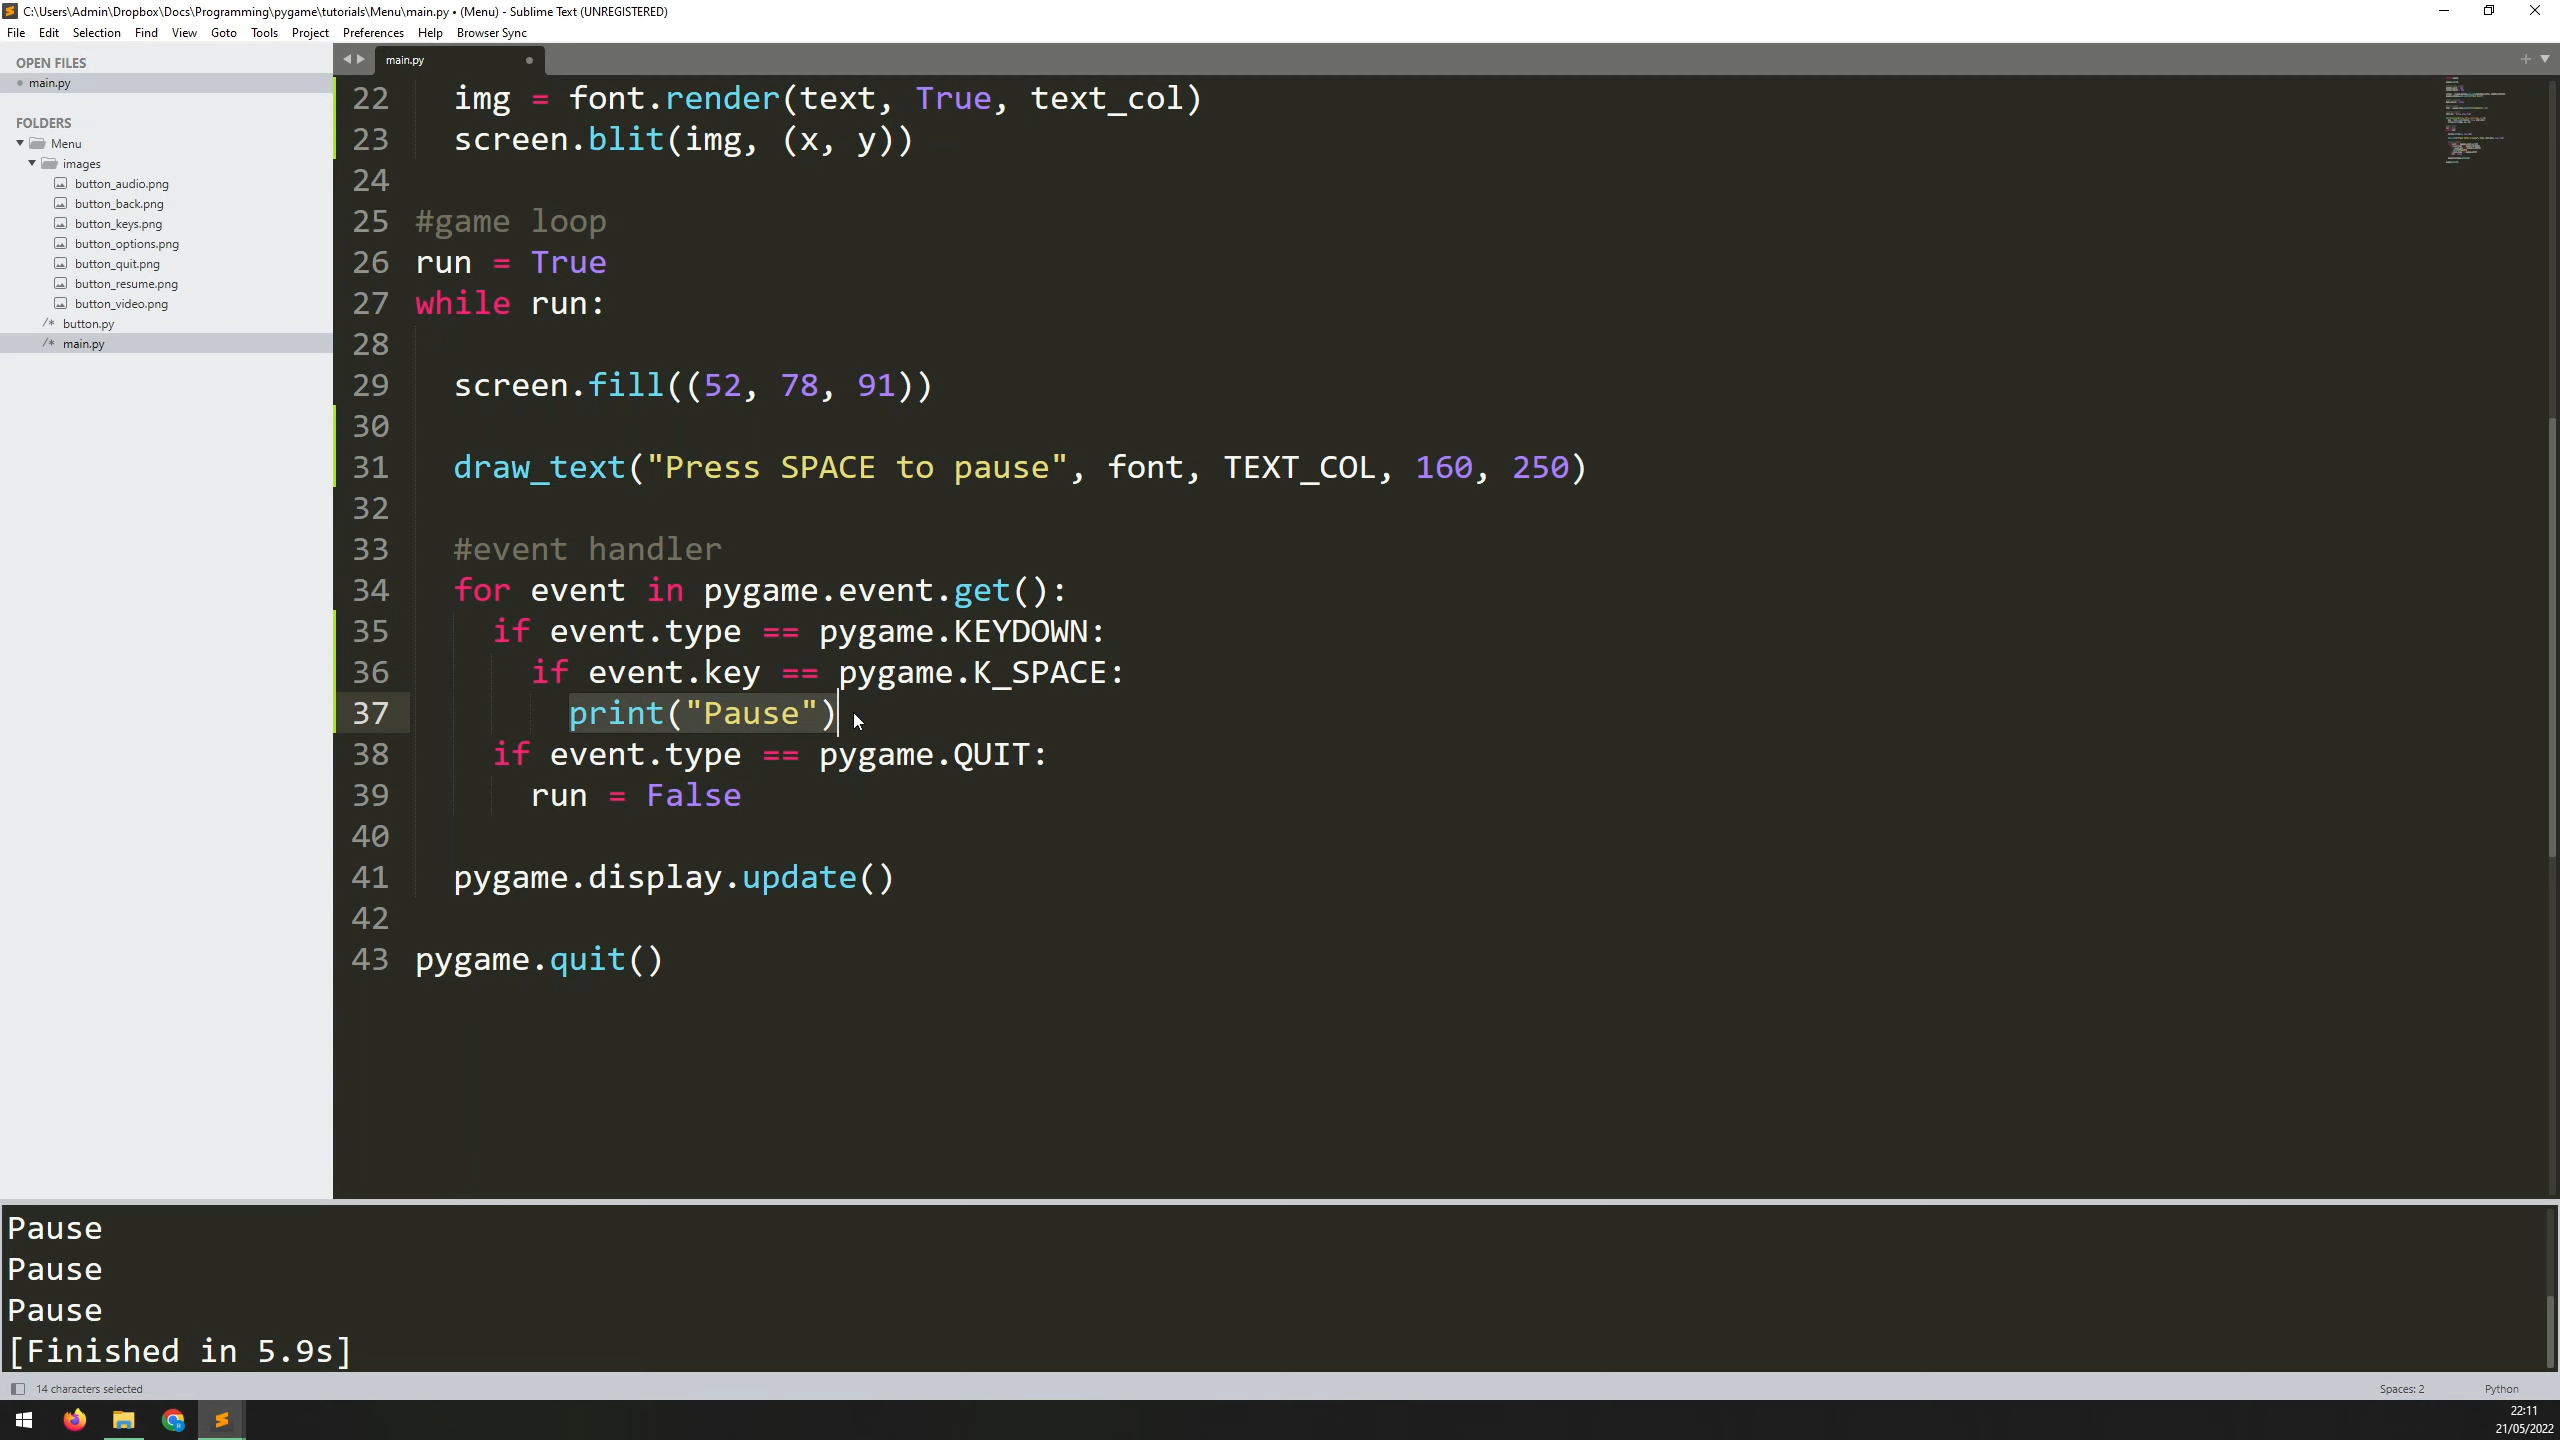 C:\Users\Admin\Dropbox\Docs\Programming\pygame\tutorials\Menu\main.py • (Menu) - Sublime Text (UNREGISTERED)
File Edit Selection Find View Goto Tools Project Preferences Help Browser Sync
OPEN FILES
main.py
FOLDERS
Menu
images
button_audio.png
button_back.png
button_keys.png
button_options.png
button_quit.png
button_resume.png
button_video.png
/* button.py
/* main.py
main.py
22 img = font.render(text, True, text_col)
23 screen.blit(img, (x, y))
24
25 #game loop
26 run = True
27 while run:
28
29 screen.fill((52, 78, 91))
30
31 draw_text("Press SPACE to pause", font, TEXT_COL, 160, 250)
32
33 #event handler
34 for event in pygame.event.get():
35 if event.type == pygame.KEYDOWN:
36 if event.key == pygame.K_SPACE:
37 print("Pause")
38 if event.type == pygame.QUIT:
39 run = False
40
41 pygame.display.update()
42
43 pygame.quit()
Pause
Pause
Pause
[Finished in 5.9s]
14 characters selected
Spaces: 2 Python
22:11
21/05/2022